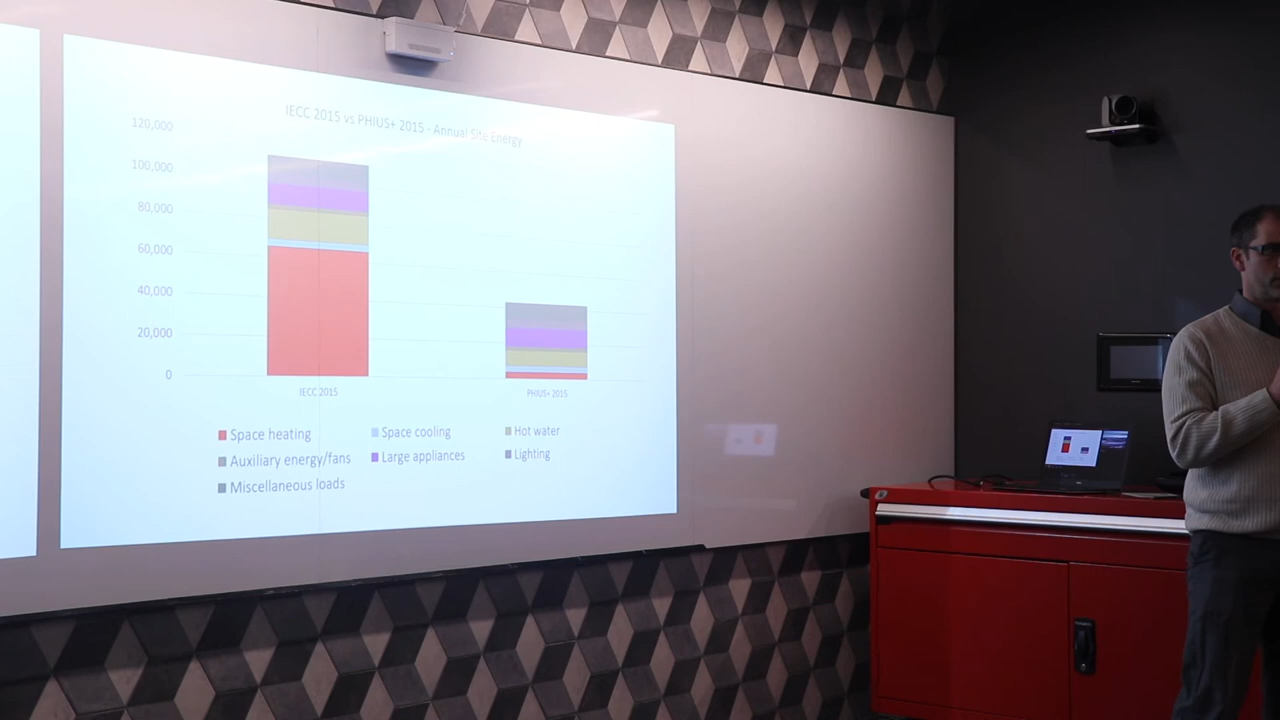 IECC 2015 vs PHIUS+ 2015 - Annual Site Energy
120,000
100,000
80,000
60,000
40,000
20,000
0
IECC 2015
PHIUS+ 2015
Space heating
Space cooling
Hot water
Auxiliary energy/fans
Large appliances
Lighting
Miscellaneous loads